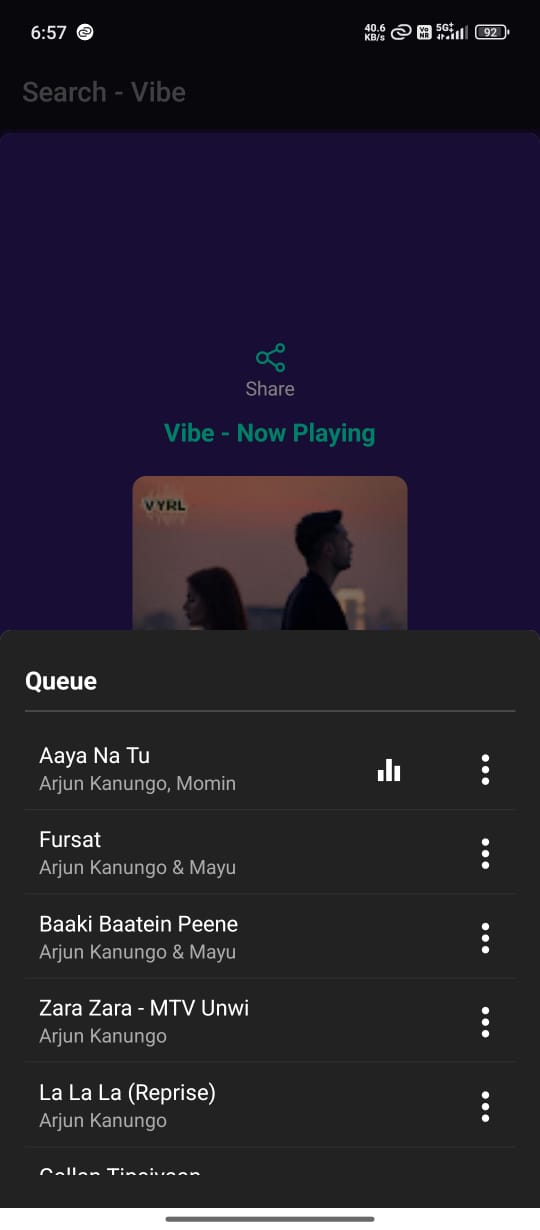 6:57
40.6
KB/s
Vo
NR
5G+
92
Search - Vibe
Share
Vibe - Now Playing
VYRL
Queue
Aaya Na Tu
Arjun Kanungo, Momin
Fursat
Arjun Kanungo & Mayu
Baaki Baatein Peene
Arjun Kanungo & Mayu
Zara Zara - MTV Unwi
Arjun Kanungo
La La La (Reprise)
Arjun Kanungo